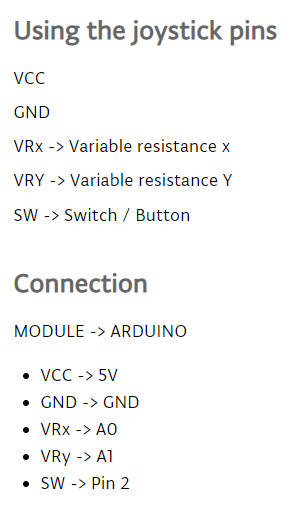 Using the joystick pins
VCC
GND
VRx -> Variable resistance x
VRY -> Variable resistance Y
SW -> Switch / Button
Connection
MODULE -> ARDUINO
• VCC -> 5V
• GND -> GND
• VRx -> A0
• VRy -> A1
• SW -> Pin 2